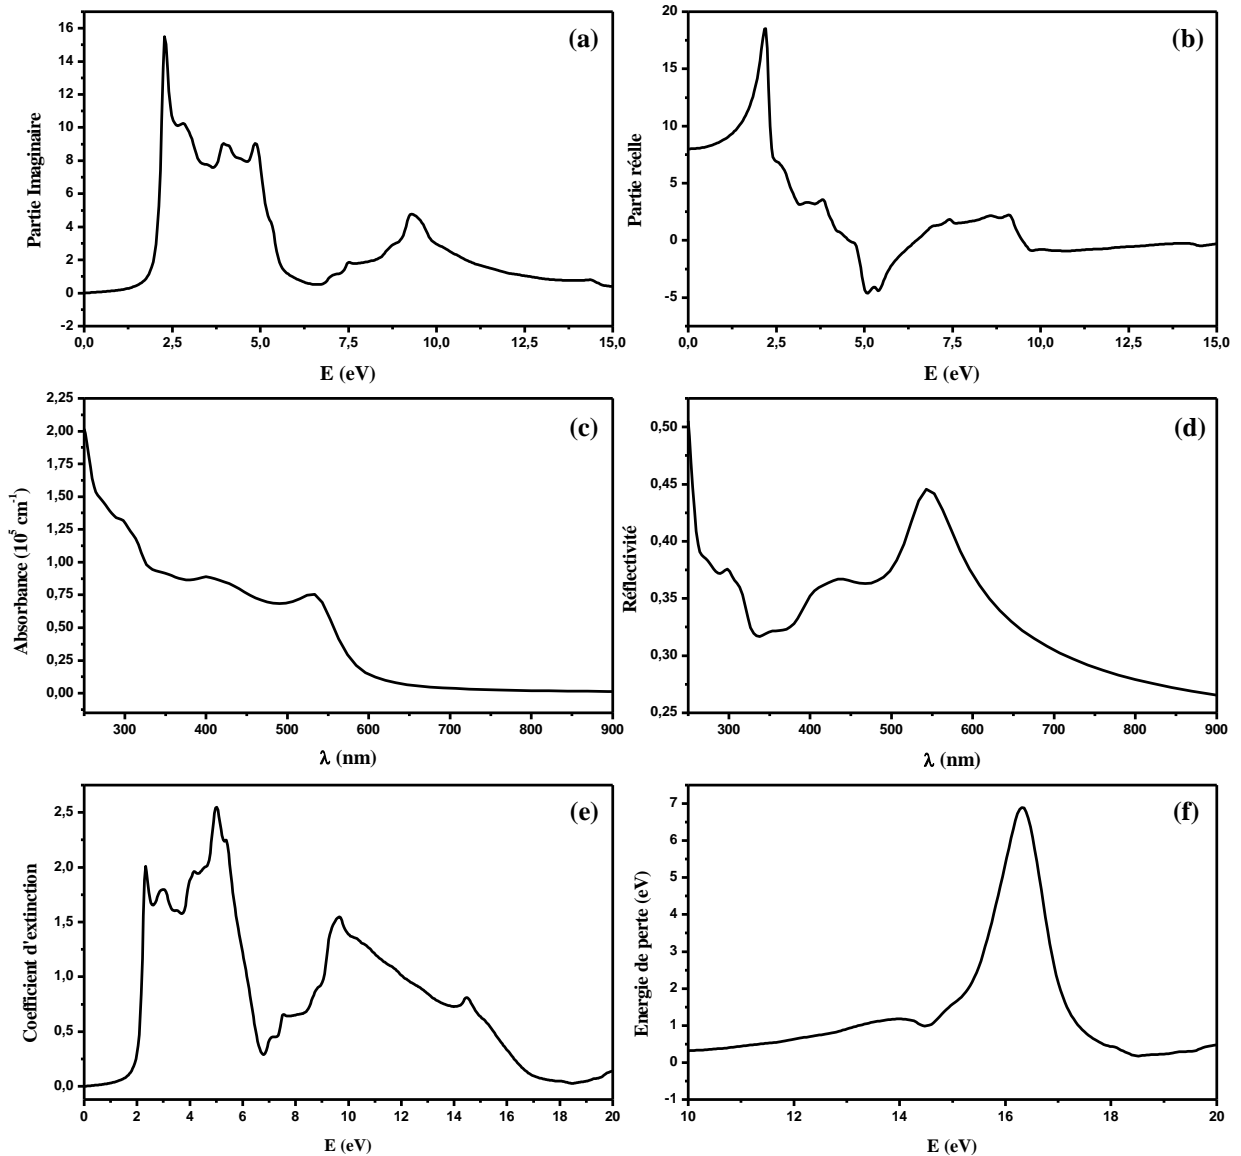 (a)
Partie Imaginaire
16
14
12
10
8
6
4
2
0
-2
0,0 2,5 5,0 7,5 10,0 12,5 15,0
E (eV)
(b)
Partie réelle
20
15
10
5
0
-5
0,0 2,5 5,0 7,5 10,0 12,5 15,0
E (eV)
(c)
Absorbance (10⁵ cm⁻¹)
2,25
2,00
1,75
1,50
1,25
1,00
0,75
0,50
0,25
0,00
300 400 500 600 700 800 900
λ (nm)
(d)
Réflectivité
0,50
0,45
0,40
0,35
0,30
0,25
300 400 500 600 700 800 900
λ (nm)
(e)
Coefficient d'extinction
2,5
2,0
1,5
1,0
0,5
0,0
0 2 4 6 8 10 12 14 16 18 20
E (eV)
(f)
Energie de perte (eV)
7
6
5
4
3
2
1
0
-1
10 12 14 16 18 20
E (eV)